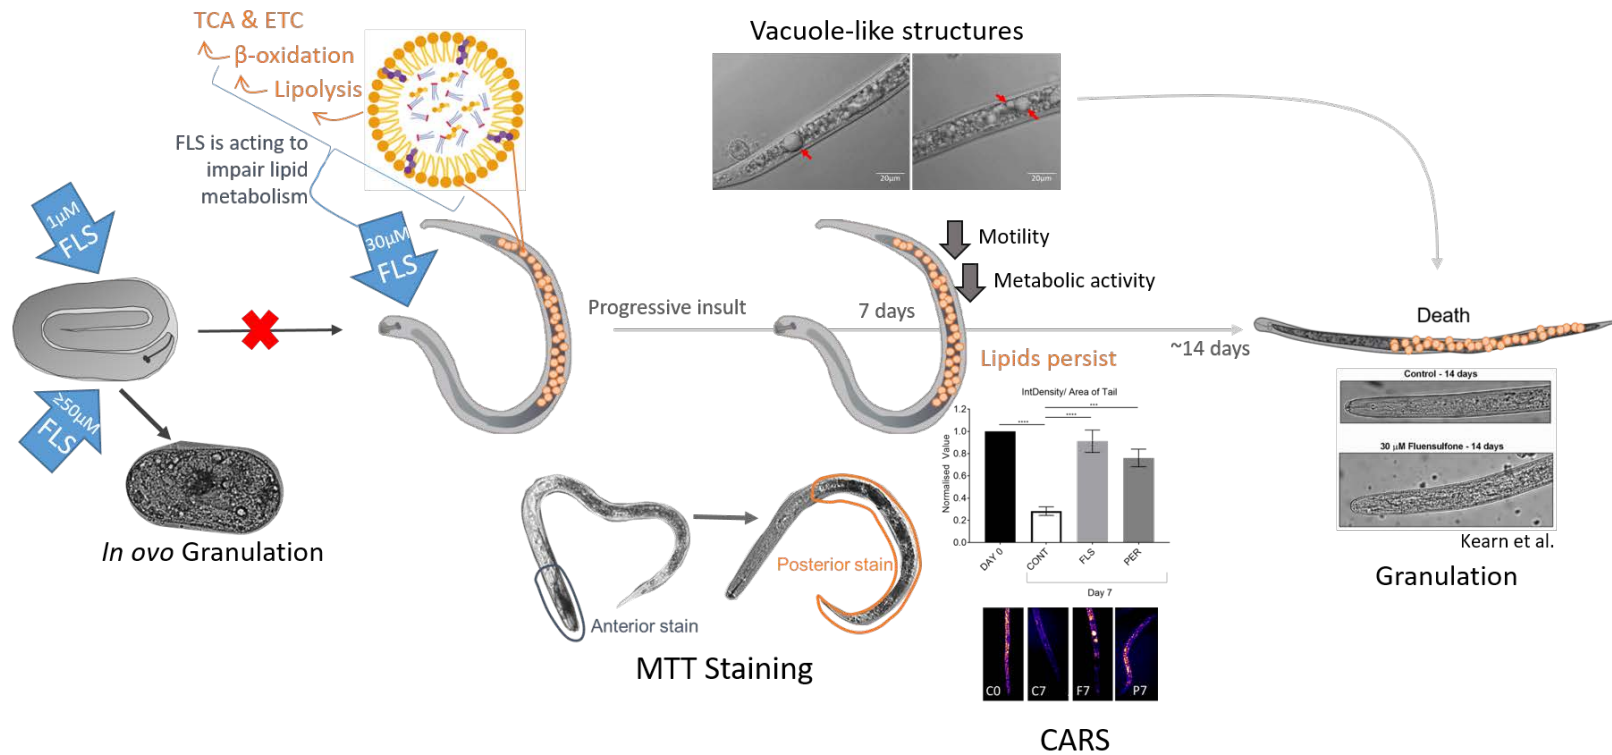 TCA & ETC
β-oxidation
Lipolysis
FLS is acting to
impair lipid
metabolism
1µM
FLS
≥50µM
FLS
In ovo Granulation
30µM
FLS
Vacuole-like structures
20µm
20µm
Motility
Metabolic activity
Progressive insult
7 days
~14 days
Lipids persist
IntDensity/ Area of Tail
Normalised Value
1.2
1.0
0.8
0.6
0.4
0.2
0.0
****
****
***
DAY 0
CONT
FLS
PER
Day 7
C0
C7
F7
P7
CARS
Anterior stain
Posterior stain
MTT Staining
Death
Control - 14 days
30 µM Fluensulfone - 14 days
Kearn et al.
Granulation